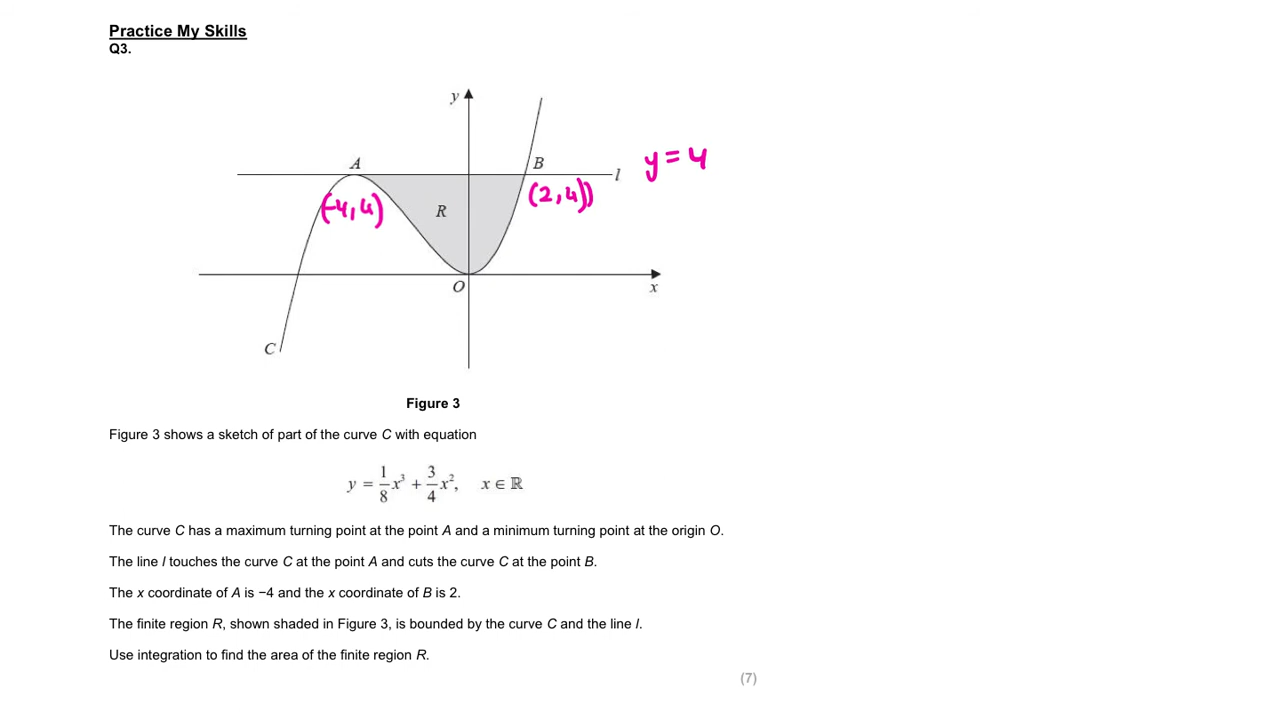 Practice My Skills
Q3.
y
A
B
l
y = 4
(-4,4)
R
(2,4))
O
x
C
Figure 3
Figure 3 shows a sketch of part of the curve C with equation
y = 1/8 x³ + 3/4 x², x ∈ ℝ
The curve C has a maximum turning point at the point A and a minimum turning point at the origin O.
The line l touches the curve C at the point A and cuts the curve C at the point B.
The x coordinate of A is −4 and the x coordinate of B is 2.
The finite region R, shown shaded in Figure 3, is bounded by the curve C and the line l.
Use integration to find the area of the finite region R.
(7)